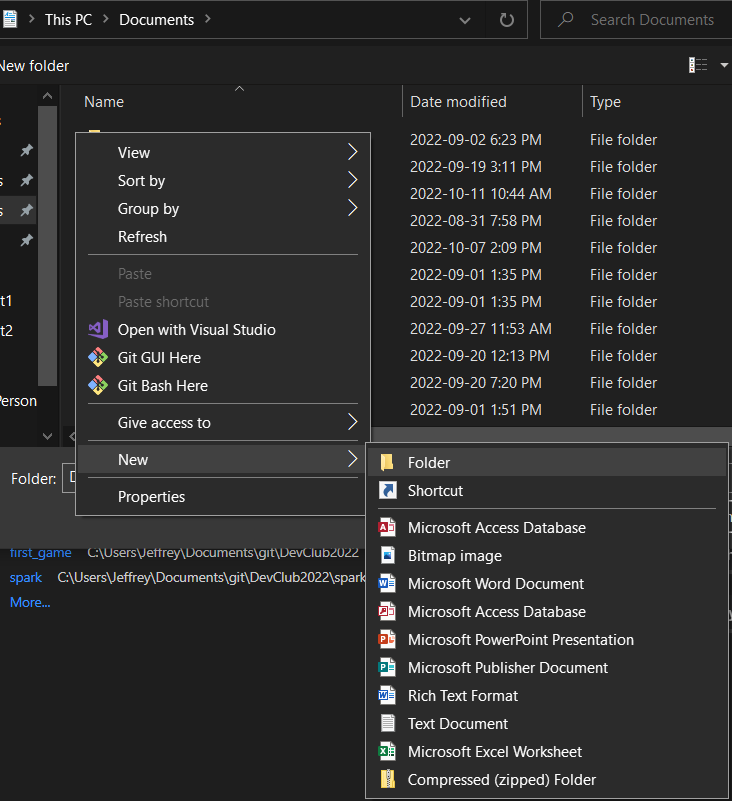 This PC > Documents >
Search Documents
New folder
Name
Date modified
Type
2022-09-02 6:23 PM File folder
2022-09-19 3:11 PM File folder
2022-10-11 10:44 AM File folder
2022-08-31 7:58 PM File folder
2022-10-07 2:09 PM File folder
2022-09-01 1:35 PM File folder
2022-09-01 1:35 PM File folder
2022-09-27 11:53 AM File folder
2022-09-20 12:13 PM File folder
2022-09-20 7:20 PM File folder
2022-09-01 1:51 PM File folder
s
s
t1
t2
Person
View
Sort by
Group by
Refresh
Paste
Paste shortcut
Open with Visual Studio
Git GUI Here
Git Bash Here
Give access to
New
Properties
Folder:
Folder
Shortcut
Microsoft Access Database
Bitmap image
Microsoft Word Document
Microsoft Access Database
Microsoft PowerPoint Presentation
Microsoft Publisher Document
Rich Text Format
Text Document
Microsoft Excel Worksheet
Compressed (zipped) Folder
first_game C:\Users\Jeffrey\Documents\git\DevClub2022
spark C:\Users\Jeffrey\Documents\git\DevClub2022\spark
More...